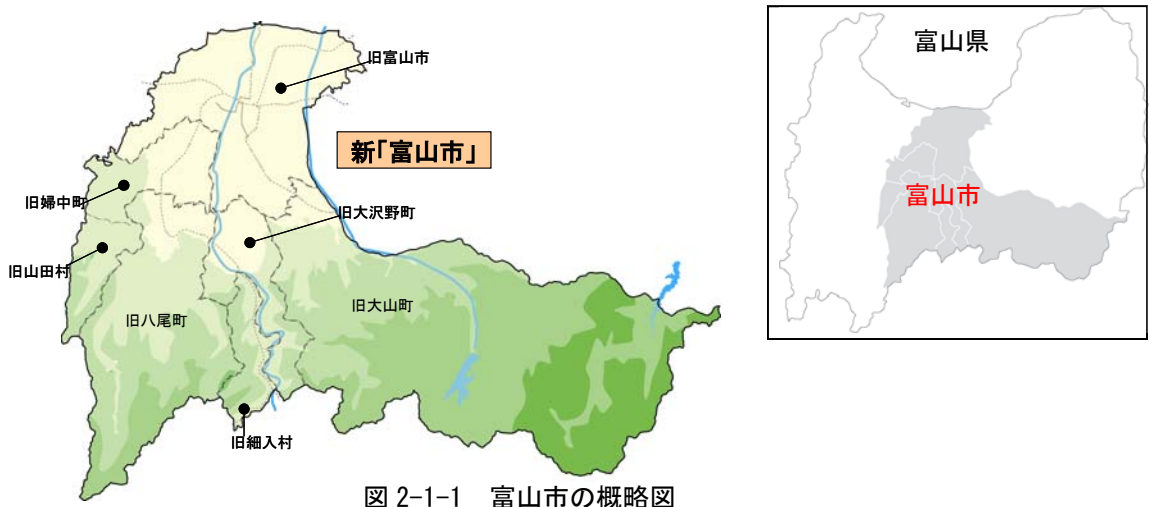 富山県
旧富山市
新「富山市」
富山市
旧婦中町
旧大沢野町
旧山田村
旧八尾町
旧大山町
旧細入村
図 2-1-1 富山市の概略図